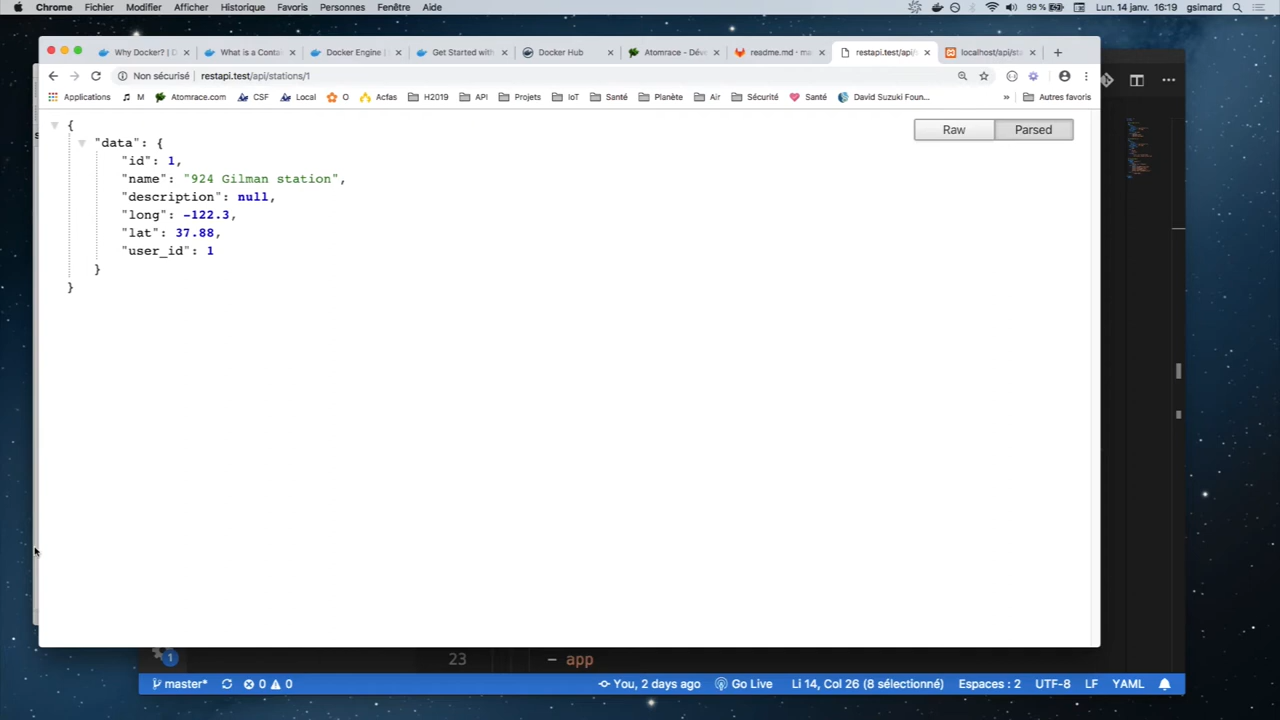 Chrome Fichier Modifier Afficher Historique Favoris Personnes Fenêtre Aide 99 % Lun. 14 janv. 16:19 gsimard
Why Docker? | D What is a Conta Docker Engine | Get Started with Docker Hub Atomrace - Déve readme.md - ma restapi.test/api/s localhost/api/sta
Non sécurisé restapi.test/api/stations/1
Applications M Atomrace.com CSF Local O Acfas H2019 API Projets IoT Santé Planète Air Sécurité Santé David Suzuki Foun... » Autres favoris
Raw Parsed
{
"data": {
"id": 1,
"name": "924 Gilman station",
"description": null,
"long": -122.3,
"lat": 37.88,
"user_id": 1
}
}
1 23 - app
master* 0 0 You, 2 days ago Go Live Li 14, Col 26 (8 sélectionné) Espaces : 2 UTF-8 LF YAML